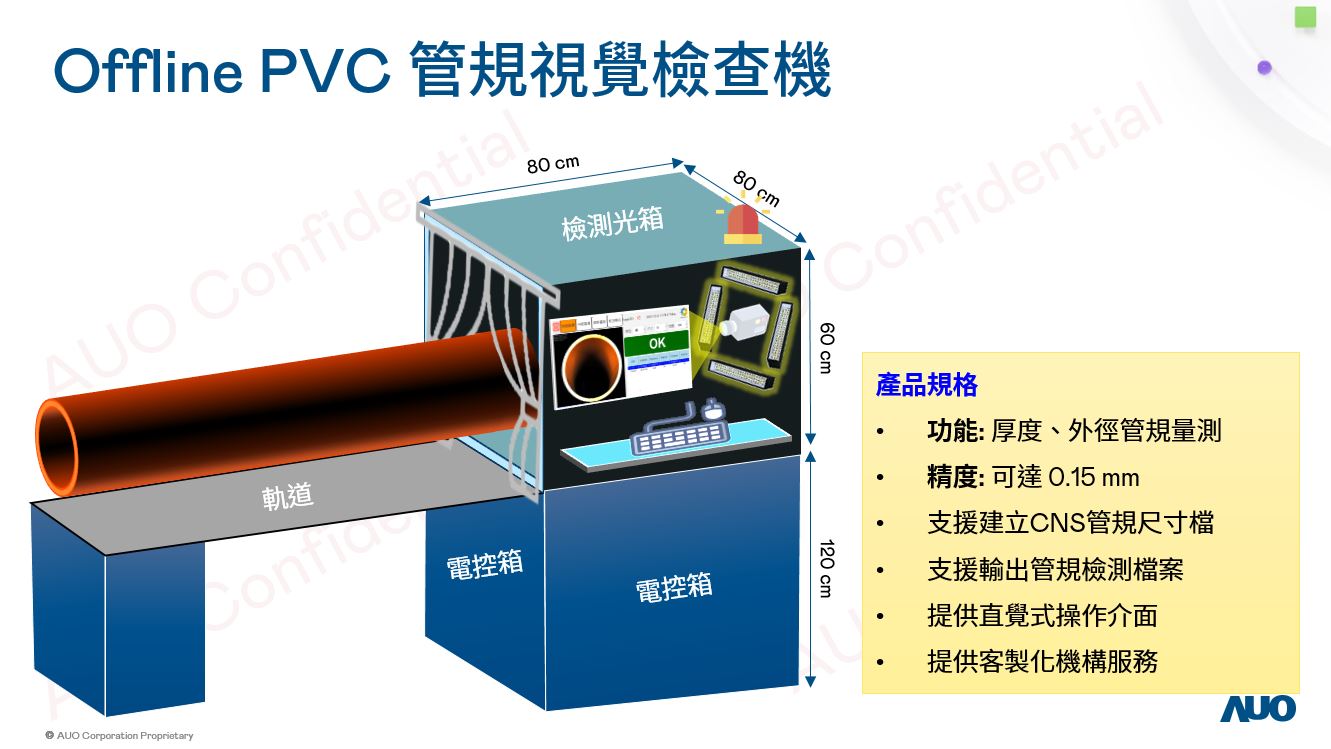 Offline PVC 管規視覺檢查機
80 cm
80 cm
檢測光箱
60 cm
OK
軌道
電控箱
電控箱
120 cm
產品規格
• 功能: 厚度、外徑管規量測
• 精度: 可達 0.15 mm
• 支援建立CNS管規尺寸檔
• 支援輸出管規檢測檔案
• 提供直覺式操作介面
• 提供客製化機構服務
AUO Confidential
AUO Confidential
AUO Confidential
© AUO Corporation Proprietary
AUO